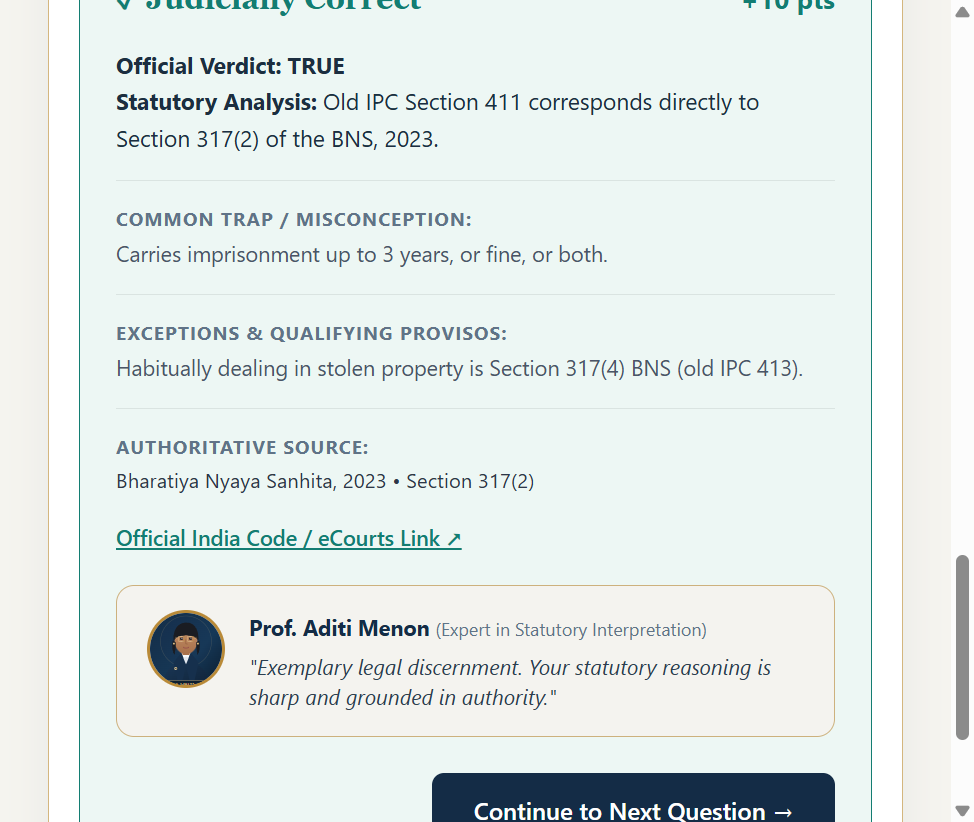 ✓ Judicially Correct
+10 pts
Official Verdict: TRUE
Statutory Analysis: Old IPC Section 411 corresponds directly to
Section 317(2) of the BNS, 2023.
COMMON TRAP / MISCONCEPTION:
Carries imprisonment up to 3 years, or fine, or both.
EXCEPTIONS & QUALIFYING PROVISOS:
Habitually dealing in stolen property is Section 317(4) BNS (old IPC 413).
AUTHORITATIVE SOURCE:
Bharatiya Nyaya Sanhita, 2023 • Section 317(2)
Official India Code / eCourts Link ↗
Prof. Aditi Menon (Expert in Statutory Interpretation)
"Exemplary legal discernment. Your statutory reasoning is
sharp and grounded in authority."
Continue to Next Question →